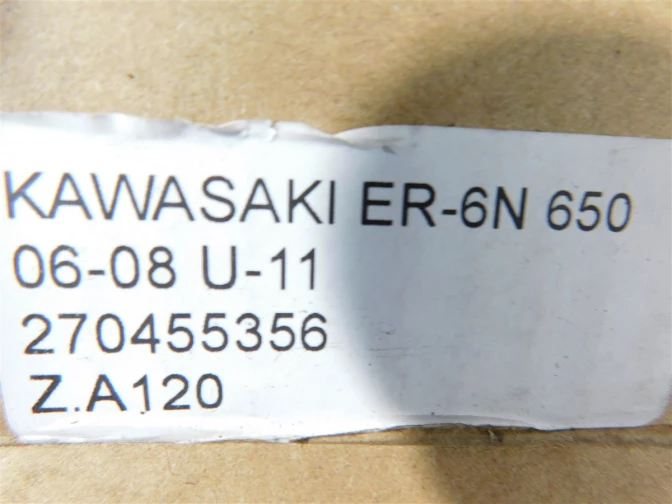 KAWASAKI ER-6N 650
06-08 U-11
270455356
Z.A120